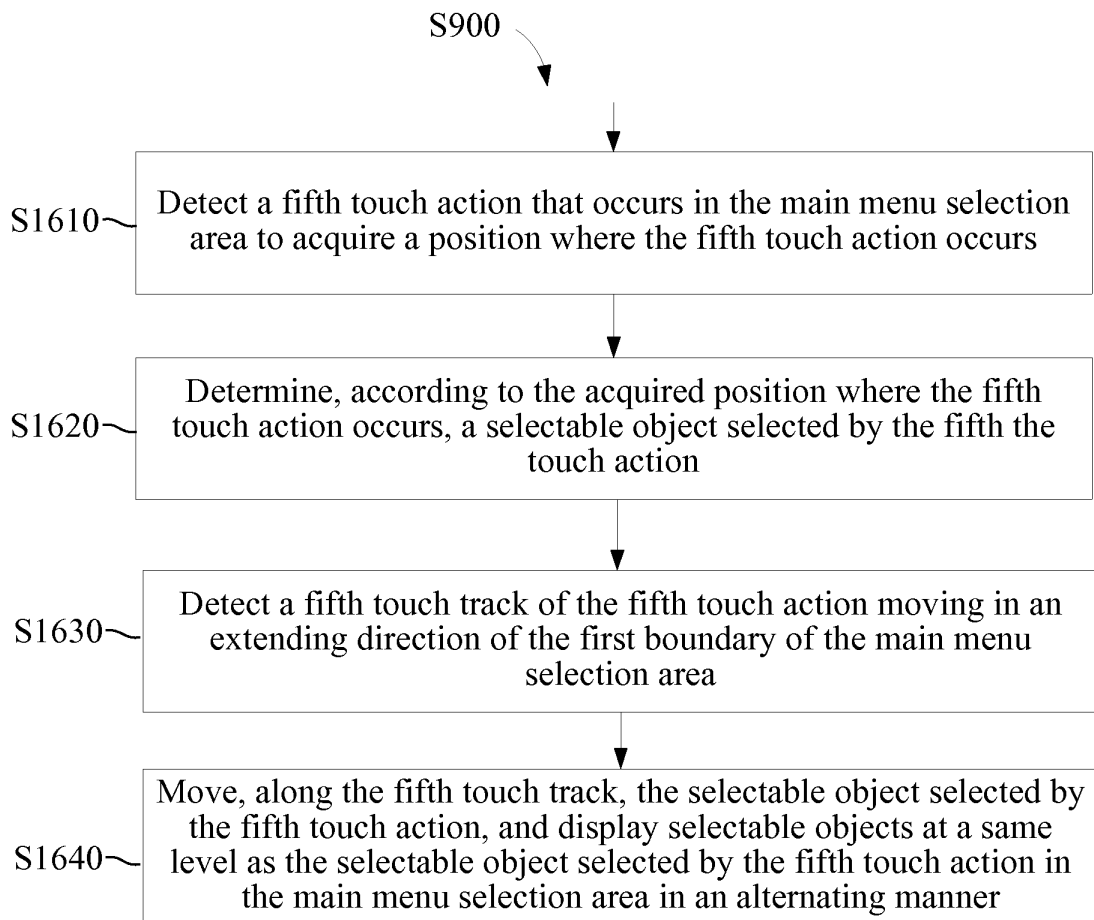 S900
S1610
Detect a fifth touch action that occurs in the main menu selection
area to acquire a position where the fifth touch action occurs
S1620
Determine, according to the acquired position where the fifth
touch action occurs, a selectable object selected by the fifth the
touch action
S1630
Detect a fifth touch track of the fifth touch action moving in an
extending direction of the first boundary of the main menu
selection area
S1640
Move, along the fifth touch track, the selectable object selected by
the fifth touch action, and display selectable objects at a same
level as the selectable object selected by the fifth touch action in
the main menu selection area in an alternating manner